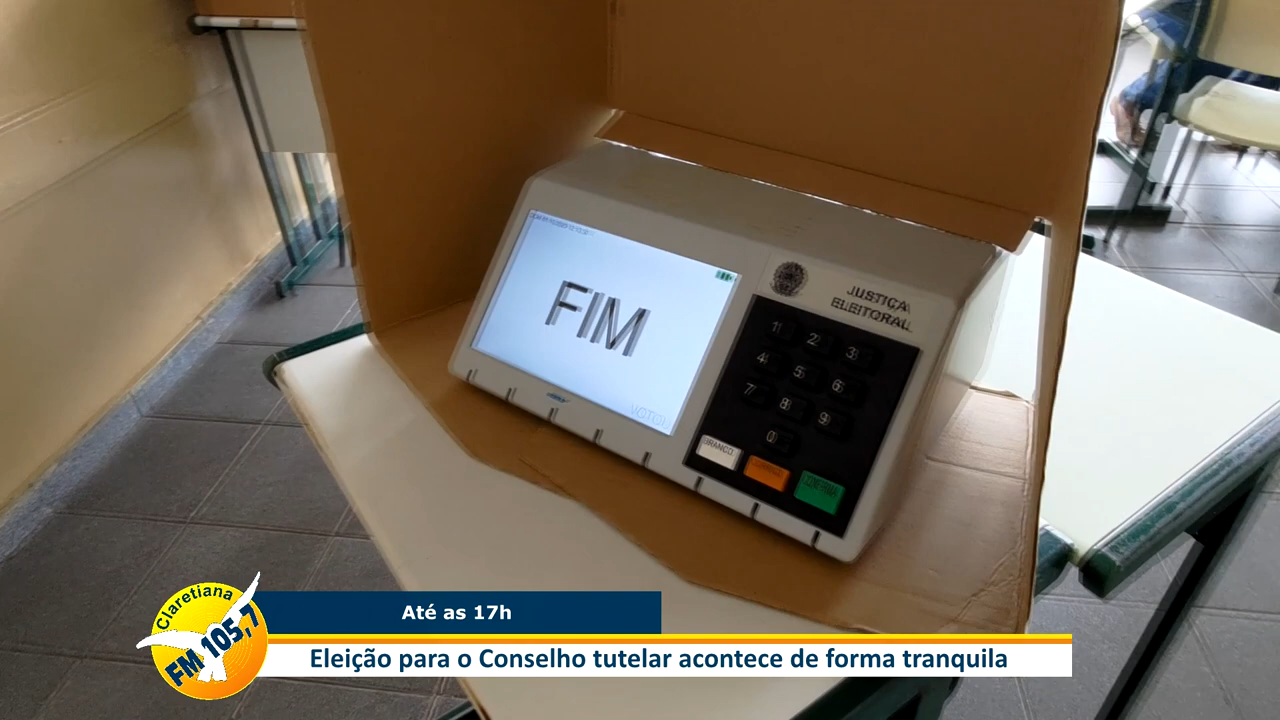 FIM
JUSTIÇA
ELEITORAL
1 2 3
4 5 6
7 8 9
0
BRANCO
CONFIRMA
Até as 17h
Claretiana
FM 105,7
Eleição para o Conselho tutelar acontece de forma tranquila